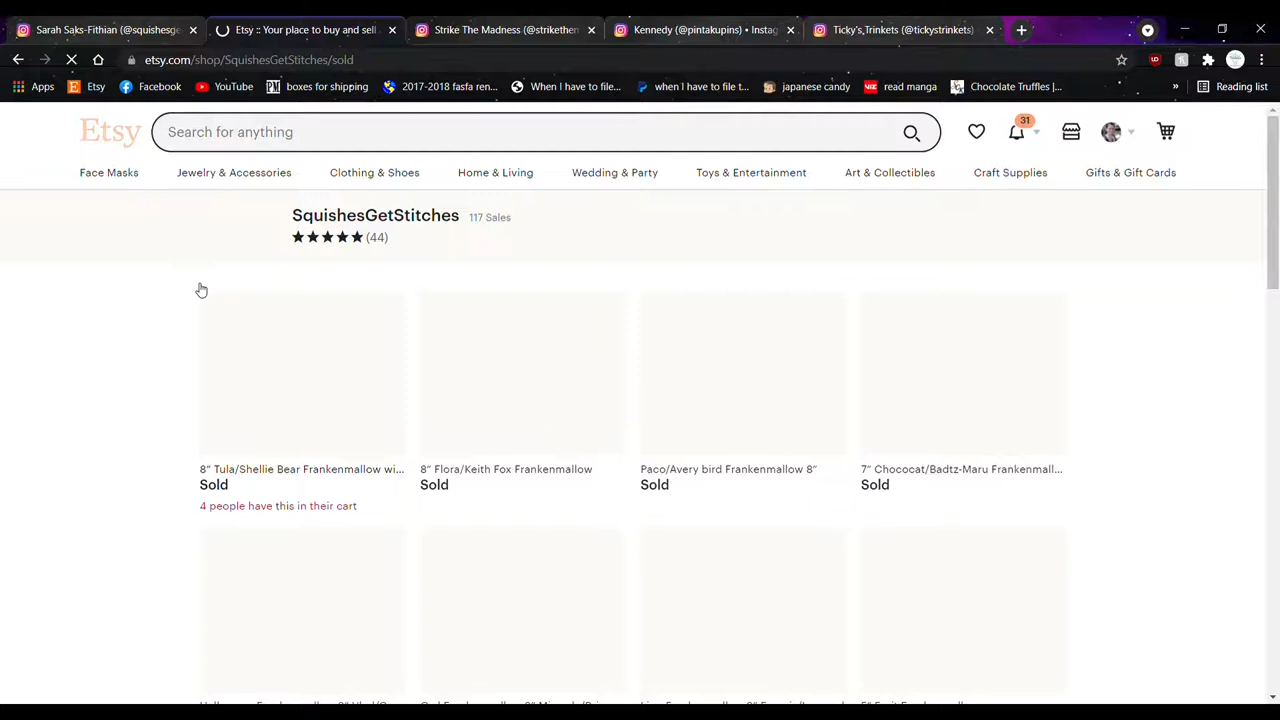 Sarah Saks-Fithian (@squishesge
Etsy :: Your place to buy and sell
Strike The Madness (@strikethen
Kennedy (@pintakupins) • Instag
Ticky's Trinkets (@tickystrinkets)
etsy.com/shop/SquishesGetStitches/sold
Apps
Etsy
Facebook
YouTube
boxes for shipping
2017-2018 fasfa ren...
When I have to file...
when I have to file t...
japanese candy
read manga
Chocolate Truffles |...
Reading list
Etsy
Search for anything
31
Face Masks
Jewelry & Accessories
Clothing & Shoes
Home & Living
Wedding & Party
Toys & Entertainment
Art & Collectibles
Craft Supplies
Gifts & Gift Cards
SquishesGetStitches 117 Sales
(44)
8” Tula/Shellie Bear Frankenmallow wi...
Sold
4 people have this in their cart
8” Flora/Keith Fox Frankenmallow
Sold
Paco/Avery bird Frankenmallow 8”
Sold
7” Chococat/Badtz-Maru Frankenmall...
Sold